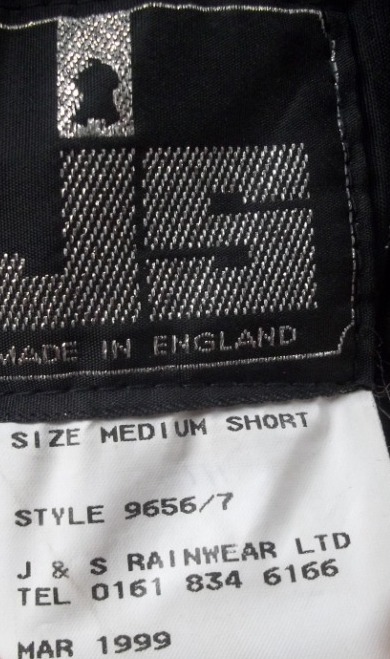 JS
MADE IN ENGLAND
SIZE MEDIUM SHORT
STYLE 9656/7
J & S RAINWEAR LTD
TEL 0161 834 6166
MAR 1999